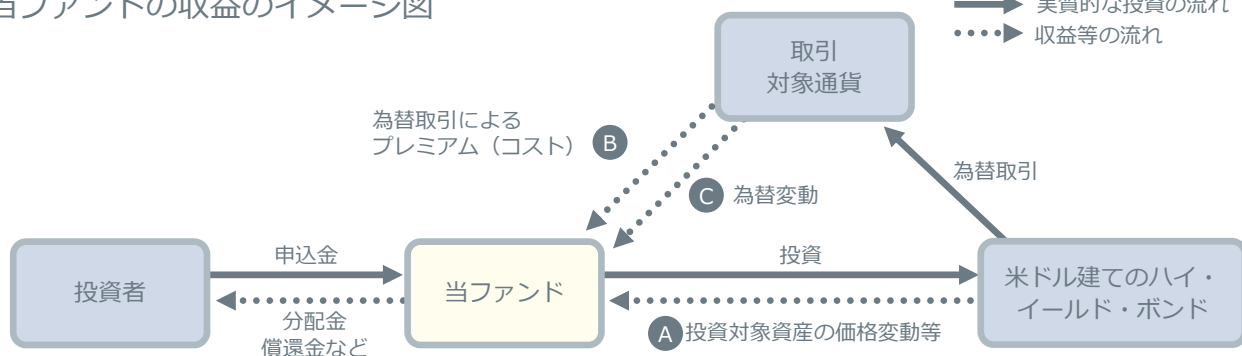 当ファンドの収益のイメージ図
実質的な投資の流れ
収益等の流れ
取引
対象通貨
為替取引による
プレミアム（コスト）
B
C
為替変動
為替取引
投資者
申込金
分配金
償還金など
当ファンド
投資
A
投資対象資産の価格変動等
米ドル建てのハイ・
イールド・ボンド